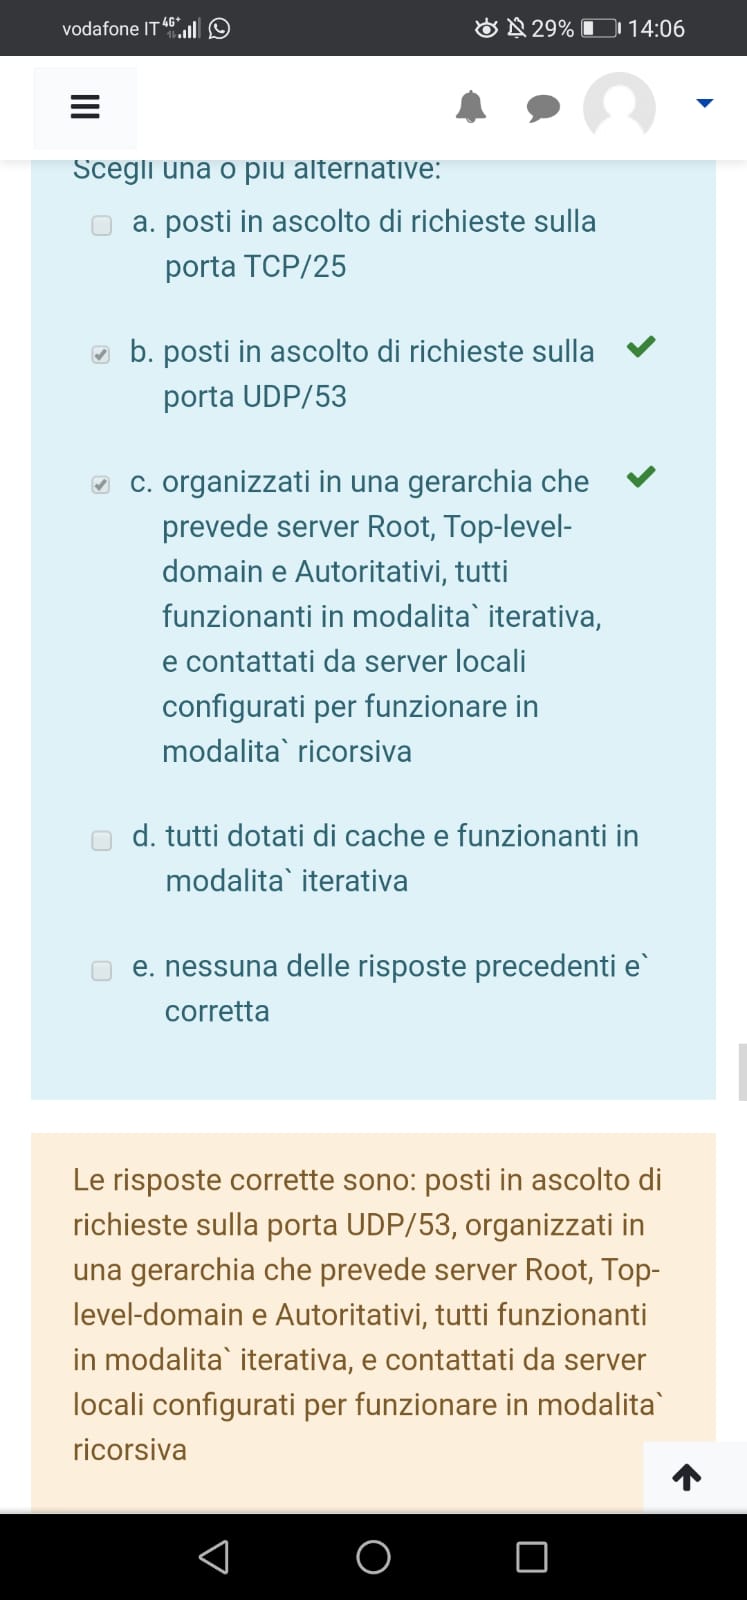 vodafone IT 4G+ 29% 14:06
Scegli una o più alternative:
a. posti in ascolto di richieste sulla
porta TCP/25
b. posti in ascolto di richieste sulla
porta UDP/53
c. organizzati in una gerarchia che
prevede server Root, Top-level-
domain e Autoritativi, tutti
funzionanti in modalita` iterativa,
e contattati da server locali
configurati per funzionare in
modalita` ricorsiva
d. tutti dotati di cache e funzionanti in
modalita` iterativa
e. nessuna delle risposte precedenti e`
corretta
Le risposte corrette sono: posti in ascolto di
richieste sulla porta UDP/53, organizzati in
una gerarchia che prevede server Root, Top-
level-domain e Autoritativi, tutti funzionanti
in modalita` iterativa, e contattati da server
locali configurati per funzionare in modalita`
ricorsiva